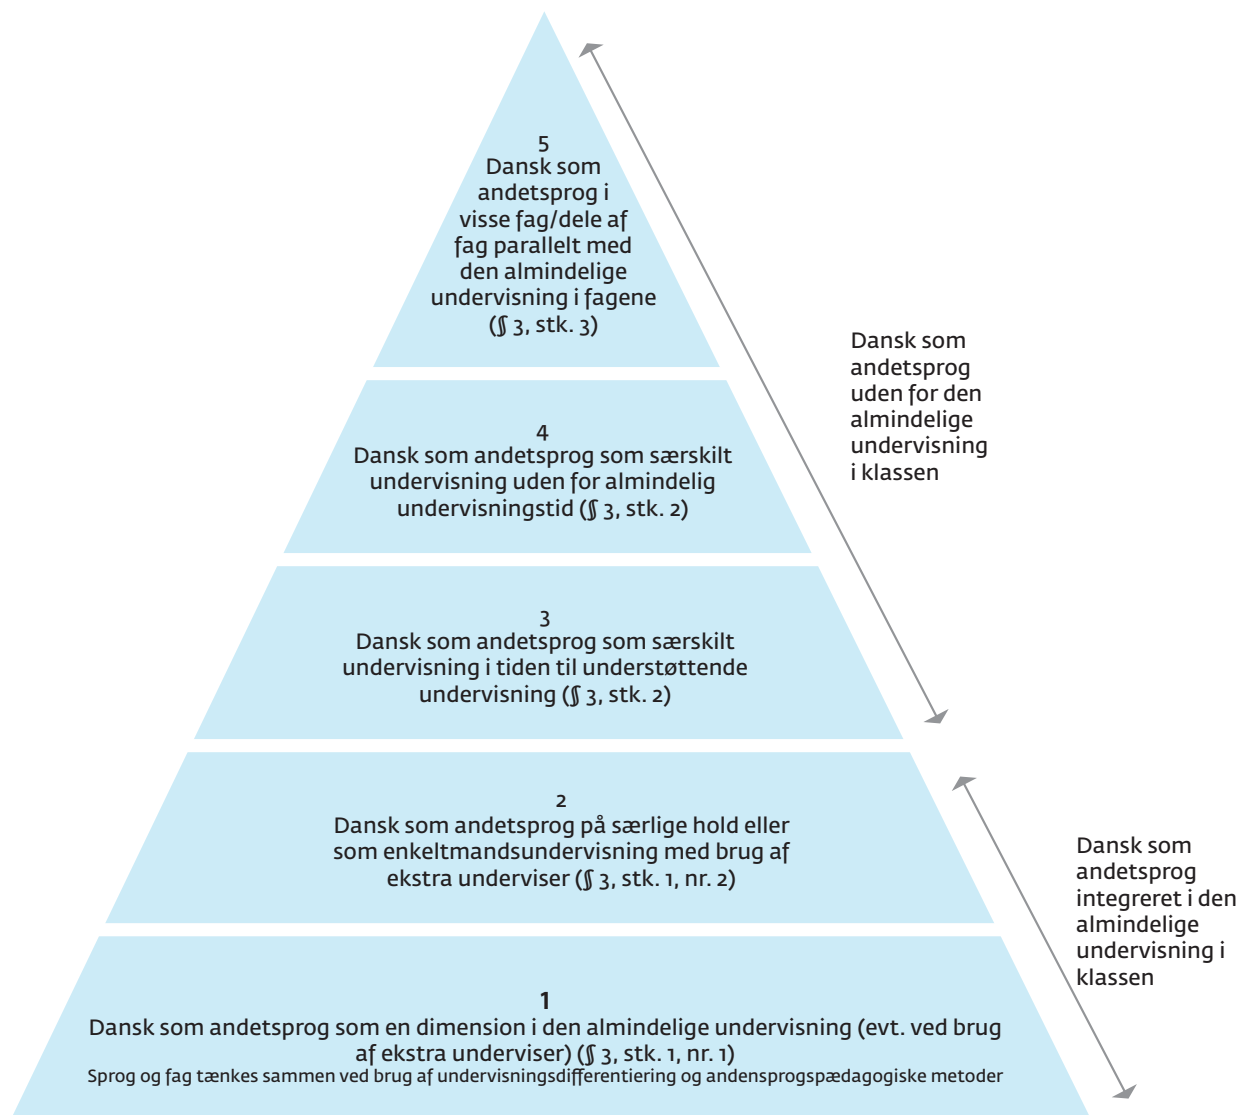 5
Dansk som
andetsprog i
visse fag/dele af
fag parallelt med
den almindelige
undervisning i fagene
(§ 3, stk. 3)
4
Dansk som andetsprog som særskilt
undervisning uden for almindelig
undervisningstid (§ 3, stk. 2)
3
Dansk som andetsprog som særskilt
undervisning i tiden til understøttende
undervisning (§ 3, stk. 2)
Dansk som
andetsprog
uden for den
almindelige
undervisning
i klassen
2
Dansk som andetsprog på særlige hold eller
som enkeltmandsundervisning med brug af
ekstra underviser (§ 3, stk. 1, nr. 2)
1
Dansk som andetsprog som en dimension i den almindelige undervisning (evt. ved brug
af ekstra underviser) (§ 3, stk. 1, nr. 1)
Sprog og fag tænkes sammen ved brug af undervisningsdifferentiering og andensprogspædagogiske metoder
Dansk som
andetsprog
integreret i den
almindelige
undervisning i
klassen